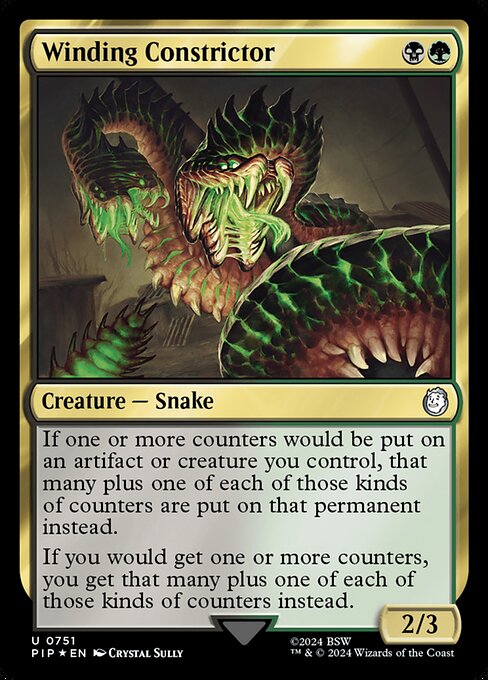 Winding Constrictor
Creature — Snake
If one or more counters would be put on
an artifact or creature you control, that
many plus one of each of those kinds
of counters are put on that permanent
instead.
If you would get one or more counters,
you get that many plus one of each of
those kinds of counters instead.
2/3
U 0751
PIP ★ EN Crystal Sully
©2024 BSW
™ & © 2024 Wizards of the Coast